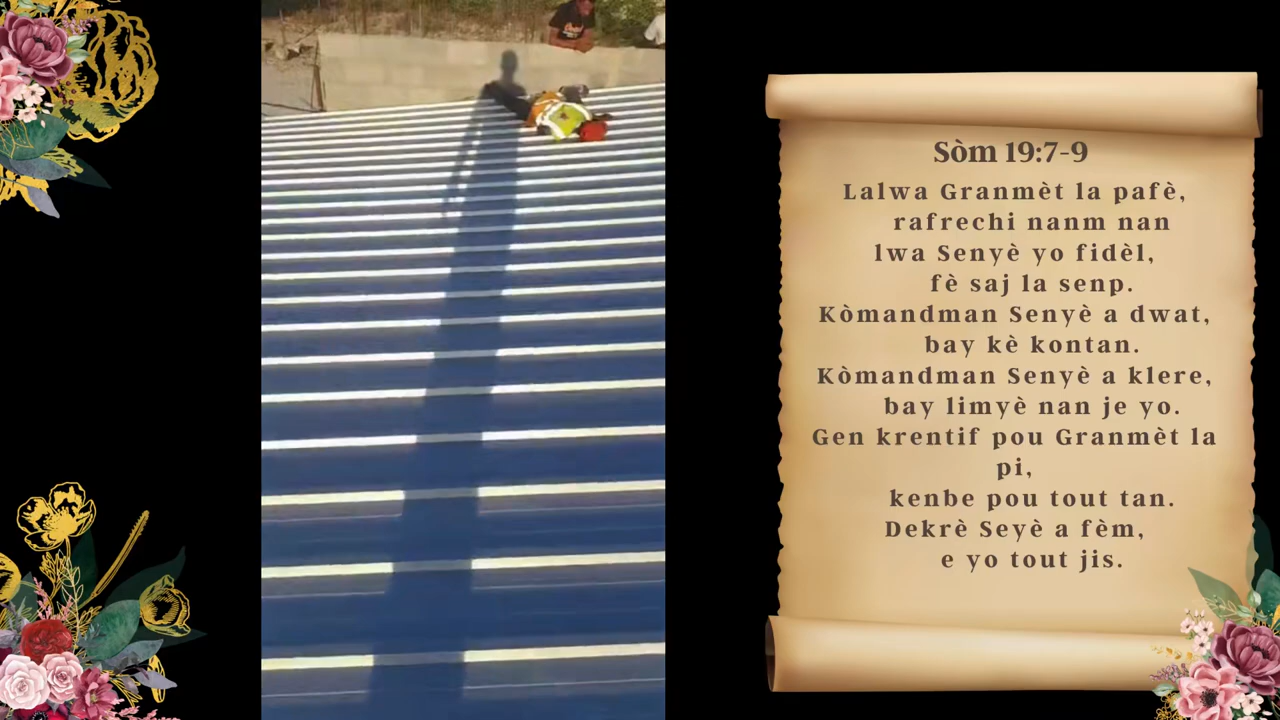 Sòm 19:7-9
Lalwa Granmèt la pafè,
rafrechi nanm nan
lwa Senyè yo fidèl,
fè saj la senp.
Kòmandman Senyè a dwat,
bay kè kontan.
Kòmandman Senyè a klere,
bay limyè nan je yo.
Gen krentif pou Granmèt la
pi,
kenbe pou tout tan.
Dekrè Seyè a fèm,
e yo tout jis.